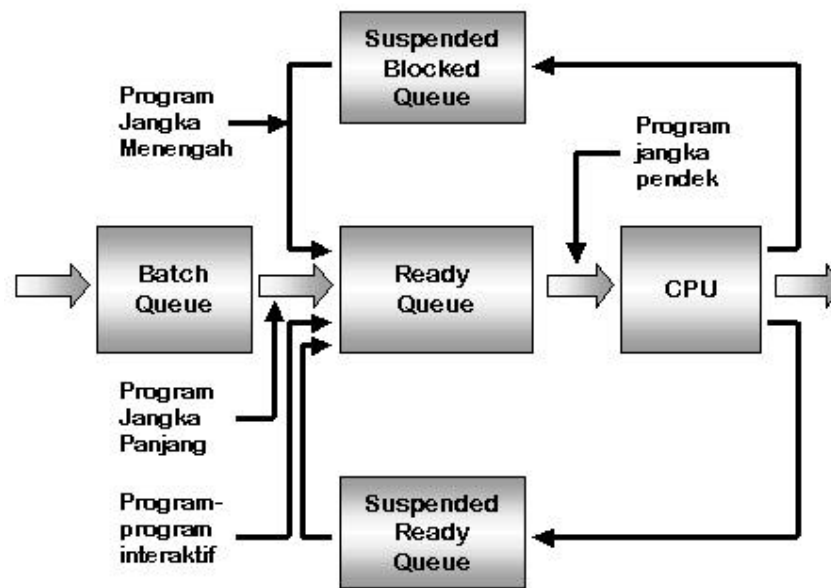 Suspended
Blocked
Queue
Program
Jangka
Menengah
Program
jangka
pendek
Batch
Queue
Ready
Queue
CPU
Program
Jangka
Panjang
Program-
program
interaktif
Suspended
Ready
Queue